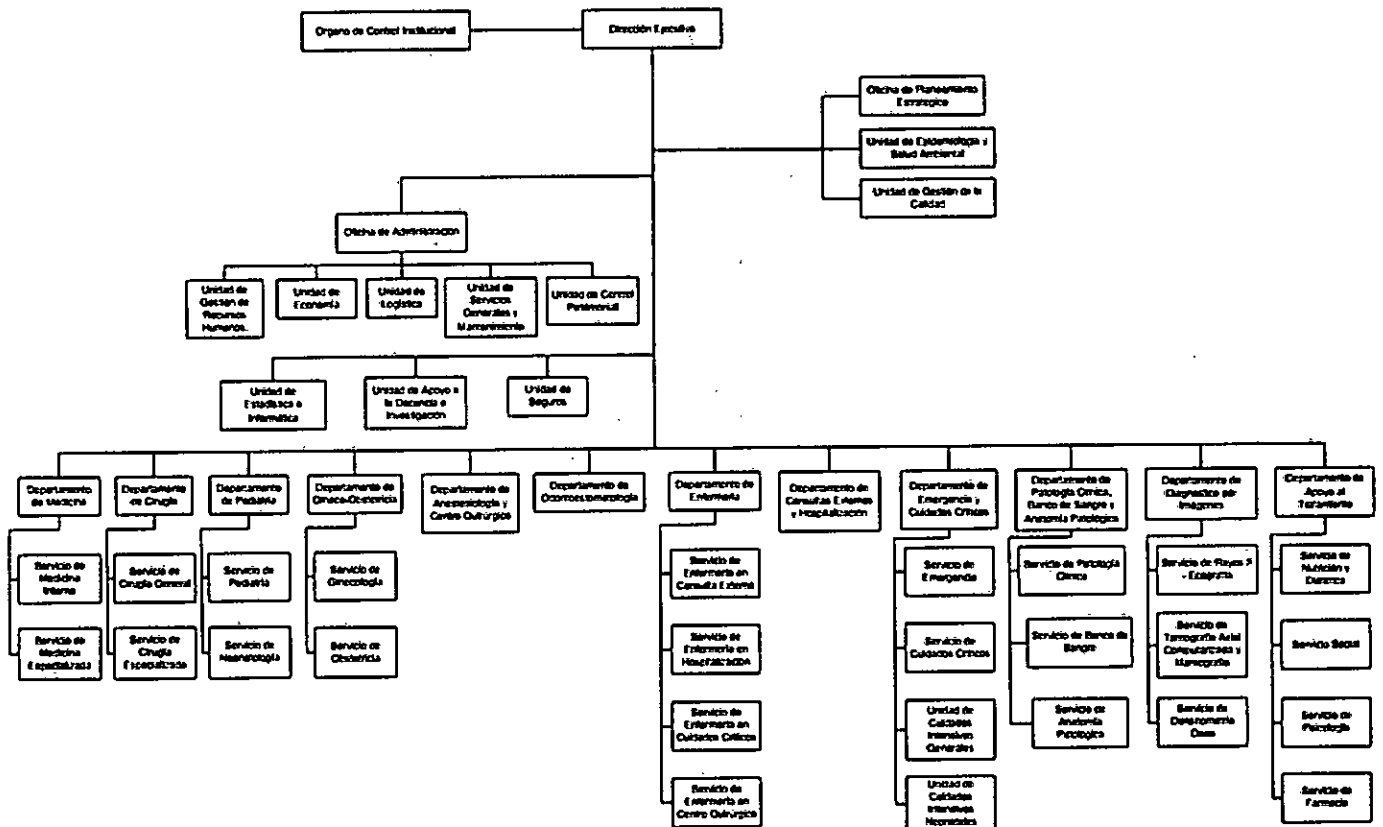 Organo de Control Institucional
Dirección Ejecutiva
Oficina de Planeamiento
Estratégico
Unidad de Epidemiología y
Salud Ambiental
Unidad de Gestión de la
Calidad
Oficina de Administración
Unidad de
Gestión de
Recursos
Humanos.
Unidad de
Economía
Unidad de
Logística
Unidad de
Servicios
Generales y
Mantenimiento
Unidad de Control
Patrimonial
Unidad de
Estadística e
Informática
Unidad de Apoyo a
la Docencia e
Investigación
Unidad de
Seguros
Departamento
de Medicina
Departamento
de Cirugía
Departamento
de Pediatría
Departamento
de Gineco-Obstetricia
Departamento de
Anestesiología y
Centro Quirúrgico
Departamento de
Odontoestomatología
Departamento de
Enfermería
Departamento de
Consultas Externas
y Hospitalización
Departamento de
Emergencia y
Cuidados Críticos
Departamento de
Patología Clínica,
Banco de Sangre y
Anatomía Patológica
Departamento de
Diagnóstico por
Imágenes
Departamento de
Apoyo al
Tratamiento
Servicio de
Medicina
Interna
Servicio de
Medicina
Especializada
Servicio de
Cirugía General
Servicio de
Cirugía
Especializada
Servicio de
Pediatría
Servicio de
Neonatología
Servicio de
Ginecología
Servicio de
Obstetricia
Servicio de
Enfermería en
Consulta Externa
Servicio de
Enfermería en
Hospitalización
Servicio de
Enfermería en
Cuidados Críticos
Servicio de
Enfermería en
Centro Quirúrgico
Servicio de
Emergencia
Servicio de
Cuidados Críticos
Unidad de
Cuidados
Intensivos
Generales
Unidad de
Cuidados
Intensivos
Neonatales
Servicio de Patología
Clínica
Servicio de Banco de
Sangre
Servicio de
Anatomía
Patológica
Servicio de Rayos X
y Ecografía
Servicio de
Tomografía Axial
Computarizada y
Mamografía
Servicio de
Densitometría
Ósea
Servicio de
Nutrición y
Dietética
Servicio Social
Servicio de
Psicología
Servicio de
Farmacia